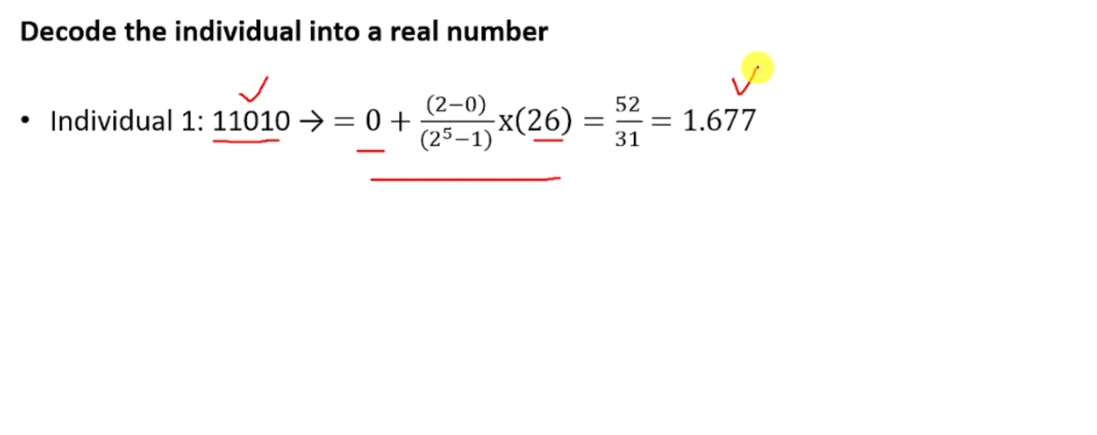 Decode the individual into a real number
• Individual 1: 11010 → = 0 + (2−0)/(2⁵−1) x(26) = 52/31 = 1.677